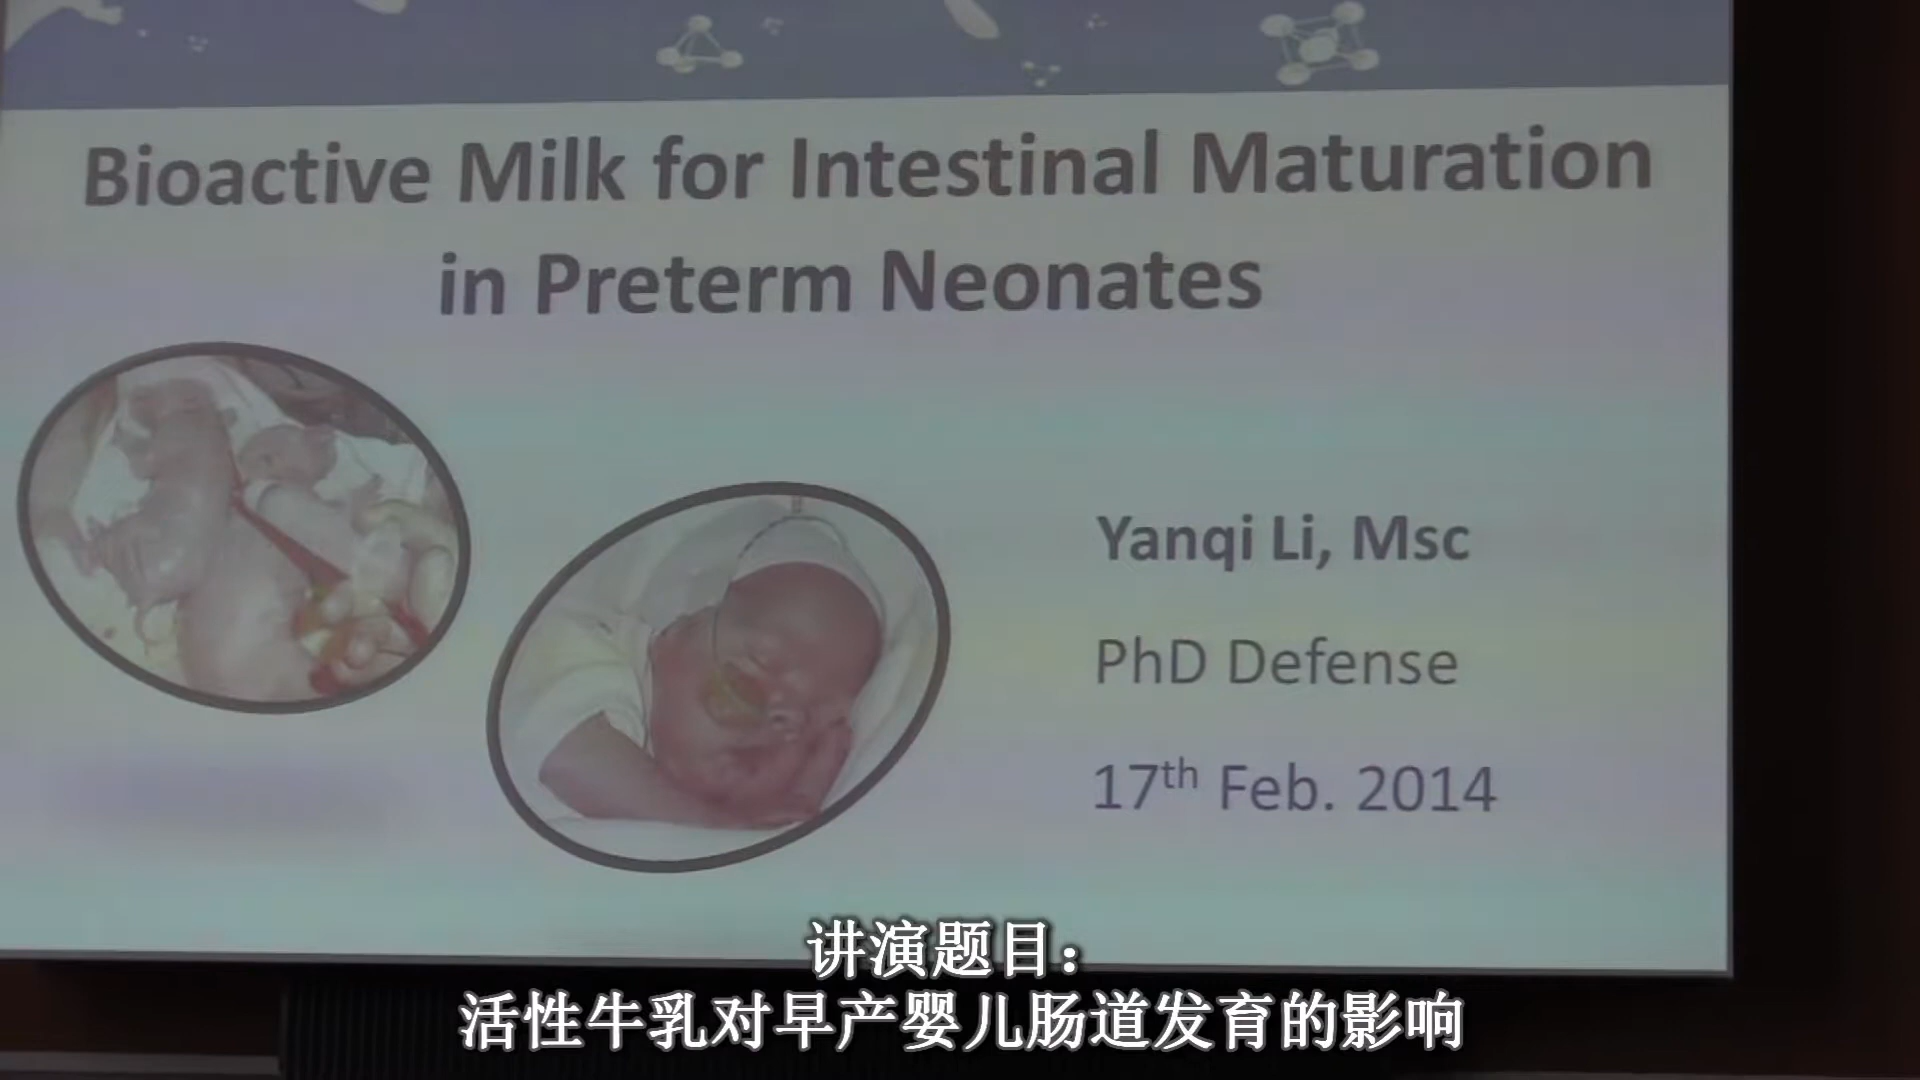 Bioactive Milk for Intestinal Maturation
in Preterm Neonates
Yanqi Li, Msc
PhD Defense
17th Feb. 2014
讲演题目：
活性牛乳对早产婴儿肠道发育的影响